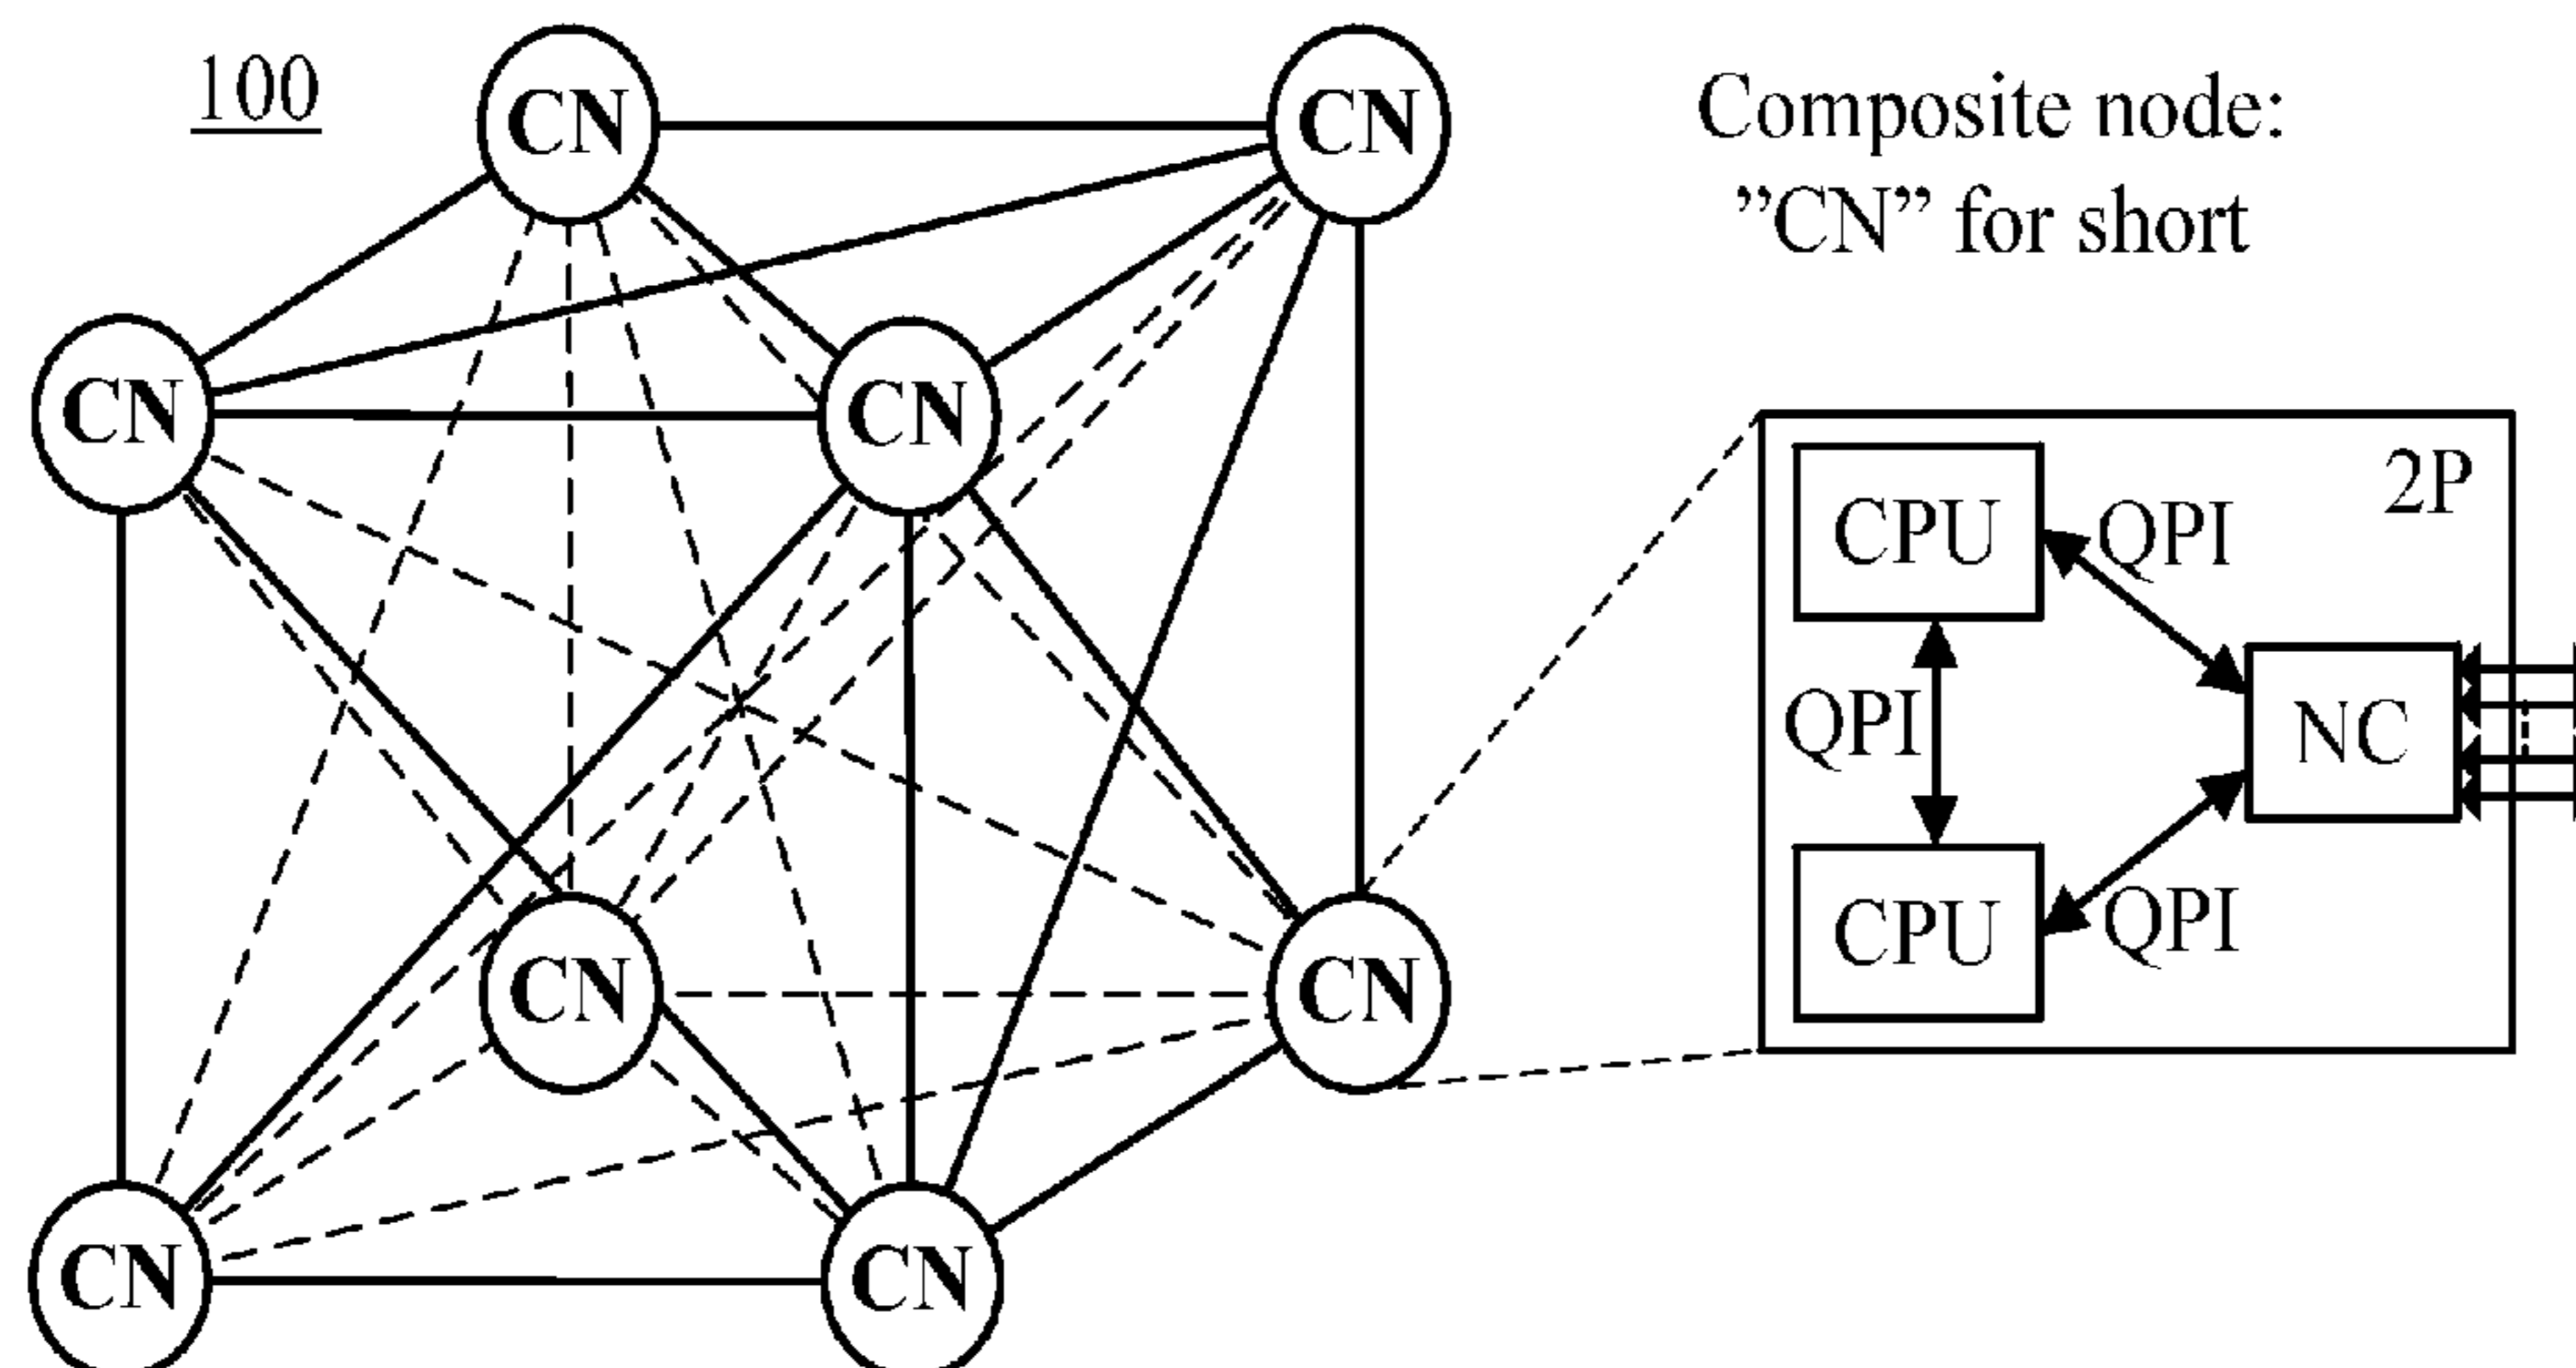 100
CN
CN
Composite node:
”CN” for short
CN
CN
2P
CPU
QPI
QPI
NC
CPU
QPI
CN
CN
CN
CN